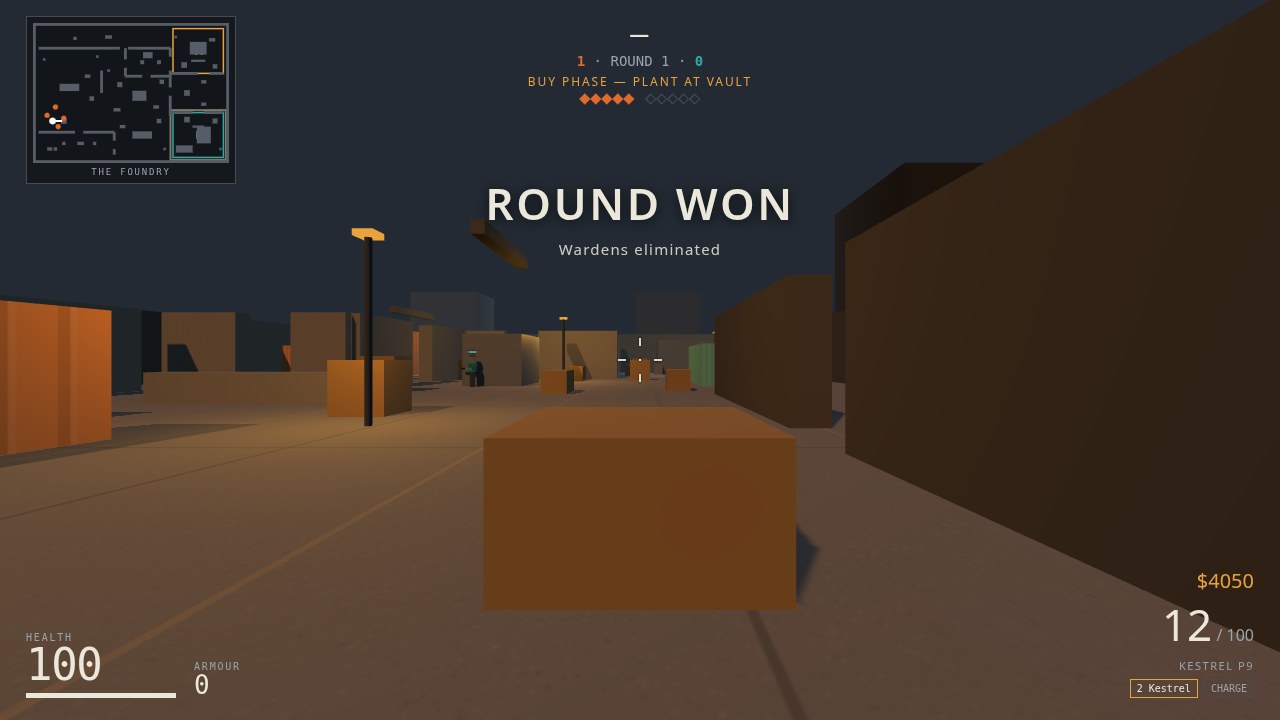 THE FOUNDRY
—
1 · ROUND 1 · 0
BUY PHASE — PLANT AT VAULT
ROUND WON
Wardens eliminated
HEALTH
100
ARMOUR
0
$4050
12 / 100
KESTREL P9
2 Kestrel CHARGE